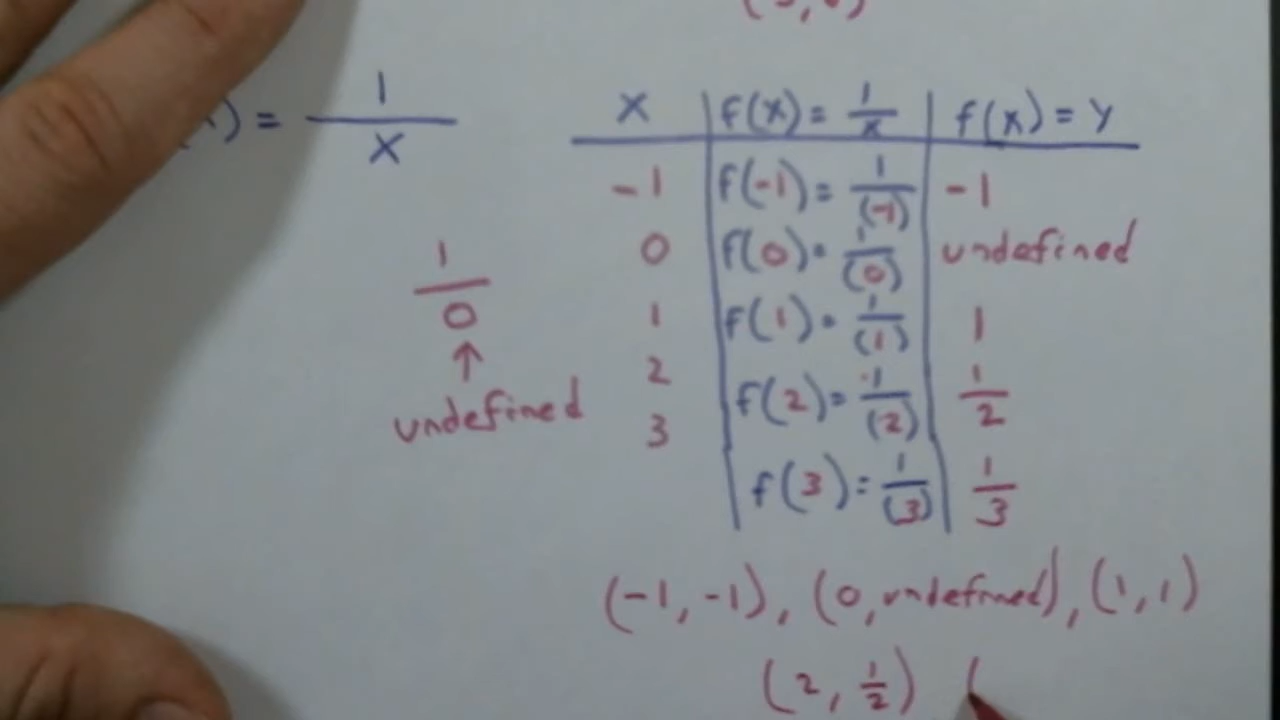 ) = 1/x
x | f(x) = 1/x | f(x) = y
-1 | f(-1) = 1/(-1) | -1
0 | f(0) = 1/(0) | undefined
1 | f(1) = 1/(1) | 1
2 | f(2) = 1/(2) | 1/2
3 | f(3) = 1/(3) | 1/3
1/0
↑
undefined
(-1, -1), (0, undefined), (1, 1)
(2, 1/2) (